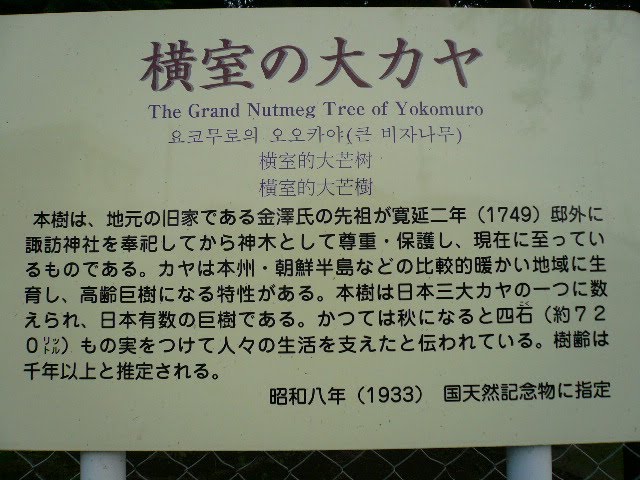 横室の大カヤ
The Grand Nutmeg Tree of Yokomuro
요코무로의 오오카야(큰 비자나무)
横室的大芒树
横室的大芒樹
本樹は、地元の旧家である金澤氏の先祖が寛延二年（1749）邸外に
諏訪神社を奉祀してから神木として尊重・保護し、現在に至ってい
るものである。カヤは本州・朝鮮半島などの比較的暖かい地域に生
育し、高齢巨樹になる特性がある。本樹は日本三大カヤの一つに数
えられ、日本有数の巨樹である。かつては秋になると四石（約７２
０リットル）もの実をつけて人々の生活を支えたと伝われている。樹齢は
千年以上と推定される。
昭和八年（1933）　国天然記念物に指定